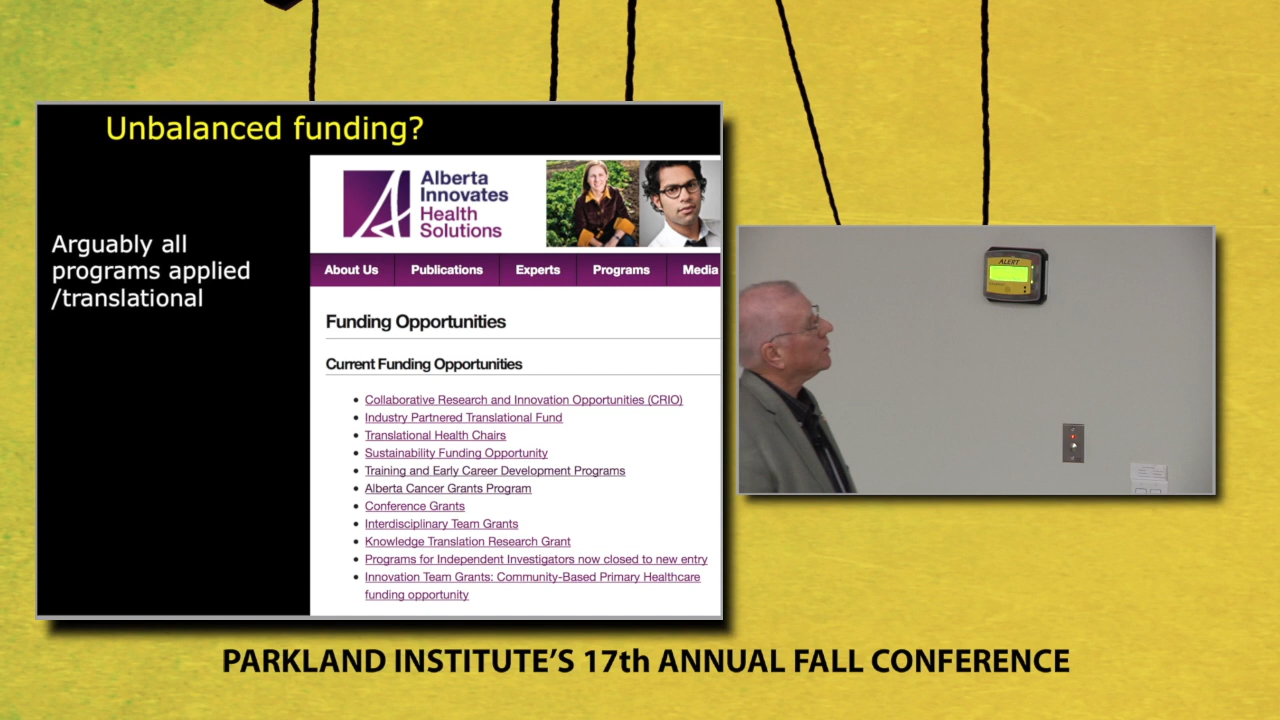 Unbalanced funding?
Arguably all
programs applied
/translational
Alberta
Innovates
Health
Solutions
About Us
Publications
Experts
Programs
Media
Funding Opportunities
Current Funding Opportunities
• Collaborative Research and Innovation Opportunities (CRIO)
• Industry Partnered Translational Fund
• Translational Health Chairs
• Sustainability Funding Opportunity
• Training and Early Career Development Programs
• Alberta Cancer Grants Program
• Conference Grants
• Interdisciplinary Team Grants
• Knowledge Translation Research Grant
• Programs for Independent Investigators now closed to new entry
• Innovation Team Grants: Community-Based Primary Healthcare
funding opportunity
ALERT
PARKLAND INSTITUTE'S 17th ANNUAL FALL CONFERENCE